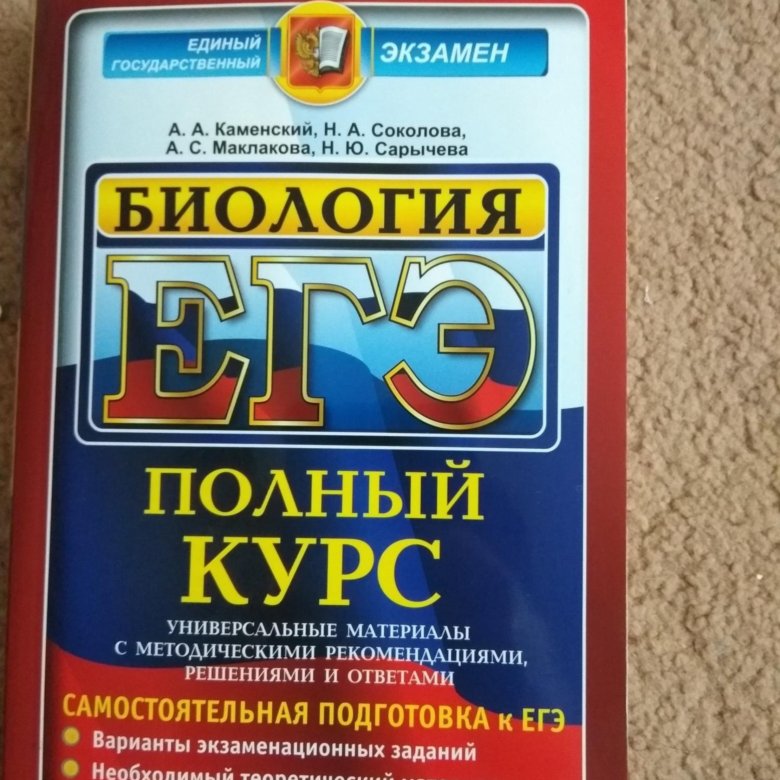 ЕДИНЫЙ
ГОСУДАРСТВЕННЫЙ
ЭКЗАМЕН
А. А. Каменский, Н. А. Соколова,
А. С. Маклакова, Н. Ю. Сарычева
БИОЛОГИЯ
ЕГЭ
ПОЛНЫЙ
КУРС
УНИВЕРСАЛЬНЫЕ МАТЕРИАЛЫ
С МЕТОДИЧЕСКИМИ РЕКОМЕНДАЦИЯМИ,
РЕШЕНИЯМИ И ОТВЕТАМИ
САМОСТОЯТЕЛЬНАЯ ПОДГОТОВКА к ЕГЭ
Варианты экзаменационных заданий
Необходимый теоретический